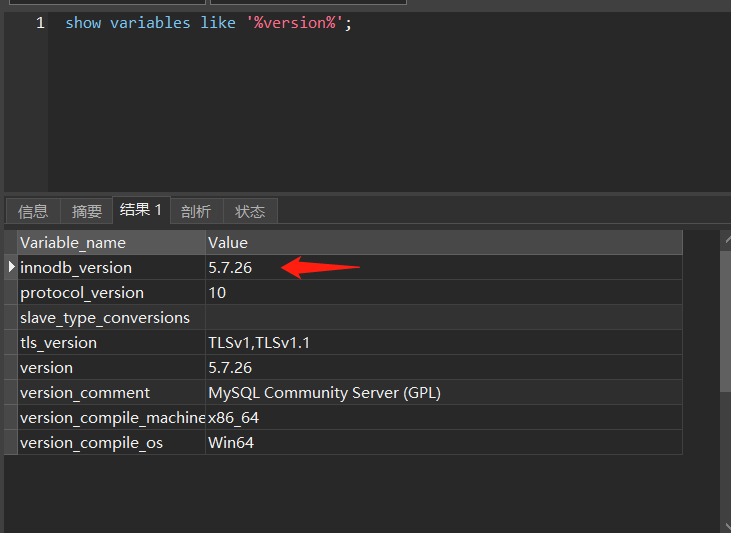 1 show variables like '%version%';
信息 摘要 结果 1 剖析 状态
Variable_name Value
innodb_version 5.7.26
protocol_version 10
slave_type_conversions
tls_version TLSv1,TLSv1.1
version 5.7.26
version_comment MySQL Community Server (GPL)
version_compile_machine x86_64
version_compile_os Win64